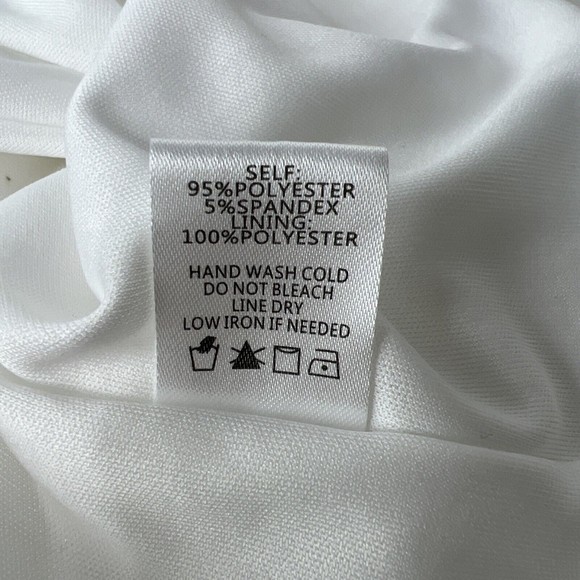 SELF:
95%POLYESTER
5%SPANDEX
LINING:
100%POLYESTER
HAND WASH COLD
DO NOT BLEACH
LINE DRY
LOW IRON IF NEEDED